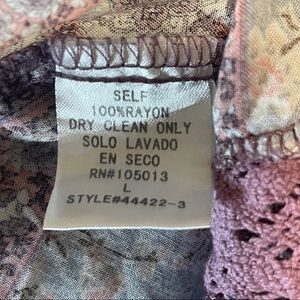 SELF
100%RAYON
DRY CLEAN ONLY
SOLO LAVADO
EN SECO
RN#105013
L
STYLE#44422-3